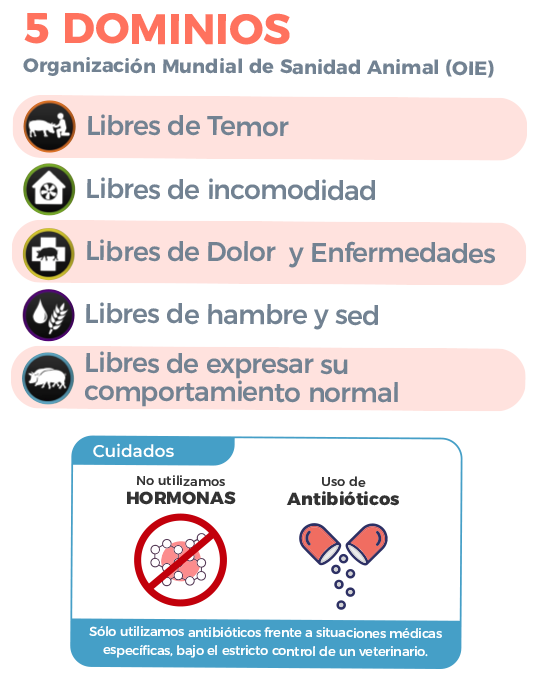 5 DOMINIOS
Organización Mundial de Sanidad Animal (OIE)
Libres de Temor
Libres de incomodidad
Libres de Dolor y Enfermedades
Libres de hambre y sed
Libres de expresar su
comportamiento normal
Cuidados
No utilizamos
HORMONAS
Uso de
Antibióticos
Sólo utilizamos antibióticos frente a situaciones médicas
específicas, bajo el estricto control de un veterinario.